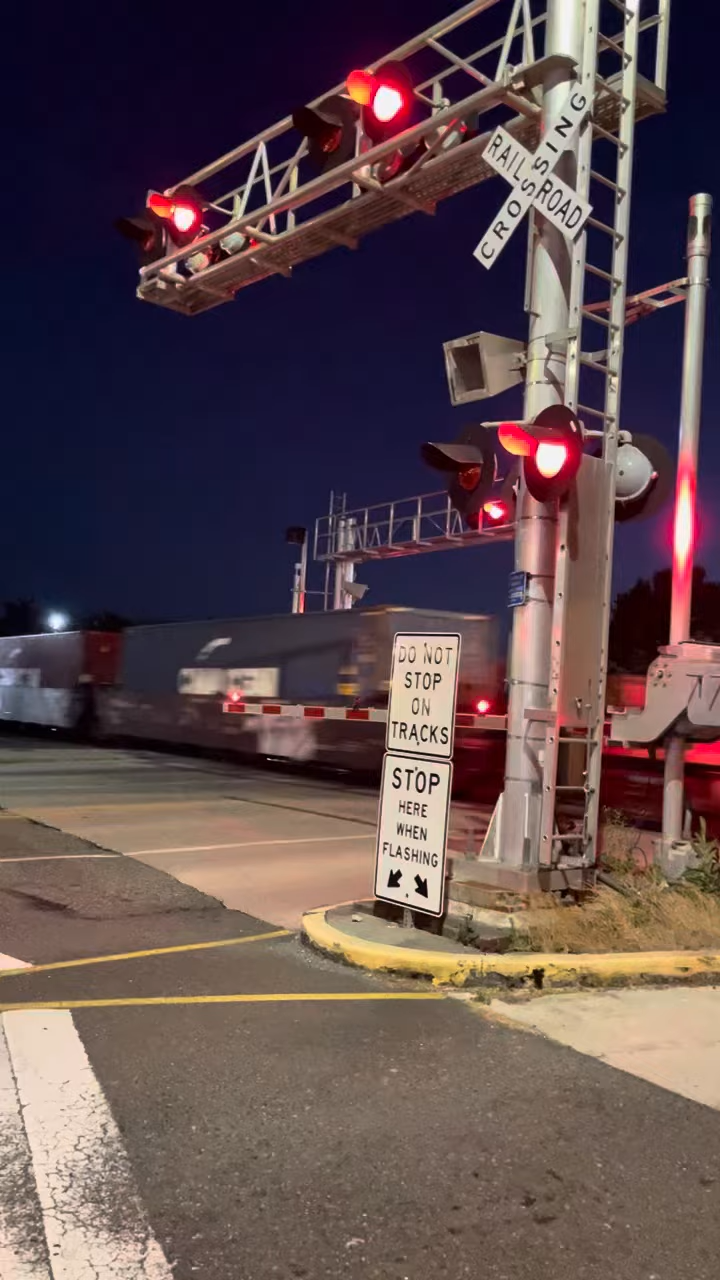 RAIL ROAD
CROSSING
DO NOT
STOP
ON
TRACKS
STOP
HERE
WHEN
FLASHING